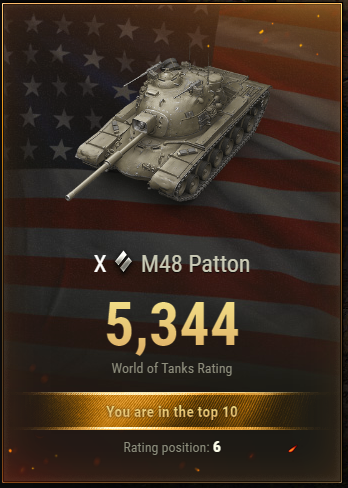 X M48 Patton
5,344
World of Tanks Rating
You are in the top 10
Rating position: 6